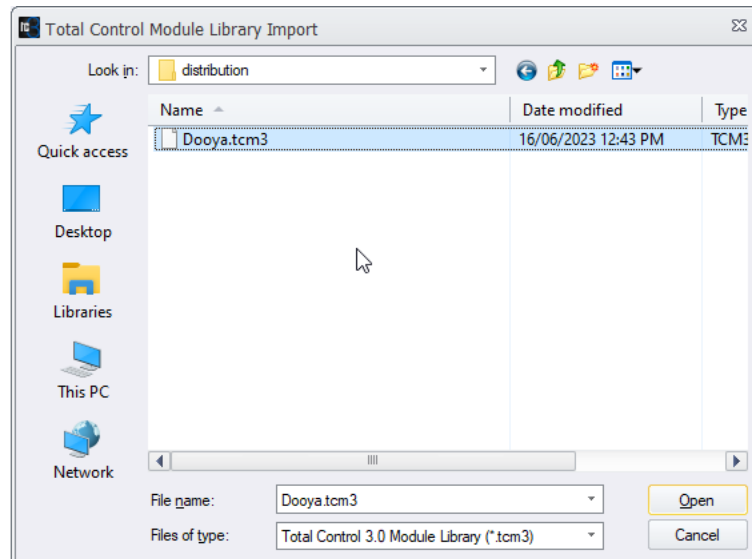 TC Total Control Module Library Import
Look in: distribution
Name Date modified Type
Dooya.tcm3 16/06/2023 12:43 PM TCM3
Quick access
Desktop
Libraries
This PC
Network
File name: Dooya.tcm3 Open
Files of type: Total Control 3.0 Module Library (*.tcm3) Cancel